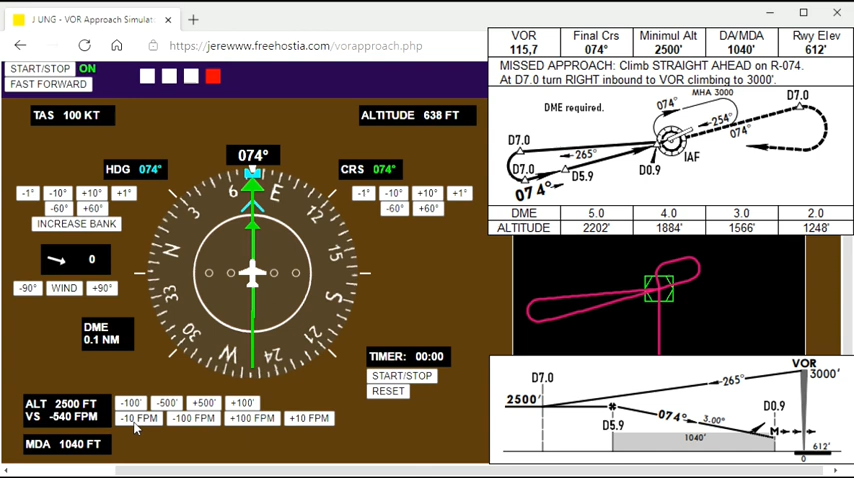 J UNG - VOR Approach Simulat
https://jerewww.freehostia.com/vorapproach.php
START/STOP ON
FAST FORWARD
TAS 100 KT
ALTITUDE 638 FT
074°
HDG 074°
CRS 074°
-1° -10° +10° +1°
-60° +60°
INCREASE BANK
-1° -10° +10° +1°
-60° +60°
0
-90° WIND +90°
DME
0.1 NM
6 E 12 15 S 24 W 30 33 N 3
TIMER: 00:00
START/STOP
RESET
ALT 2500 FT
VS -540 FPM
-100' -500' +500' +100'
-10 FPM -100 FPM +100 FPM +10 FPM
MDA 1040 FT
VOR Final Crs Minimul Alt DA/MDA Rwy Elev
115,7 074° 2500' 1040' 612'
MISSED APPROACH: Climb STRAIGHT AHEAD on R-074.
At D7.0 turn RIGHT inbound to VOR climbing to 3000'.
DME required.
MHA 3000
074°
254°
074°
D7.0
D7.0
265°
IAF
D7.0
D5.9
D0.9
074°
DME 5.0 4.0 3.0 2.0
ALTITUDE 2202' 1884' 1566' 1248'
VOR
D7.0
265°
3000'
2500'
074°
3.00°
D0.9
D5.9
1040'
M
612'
0